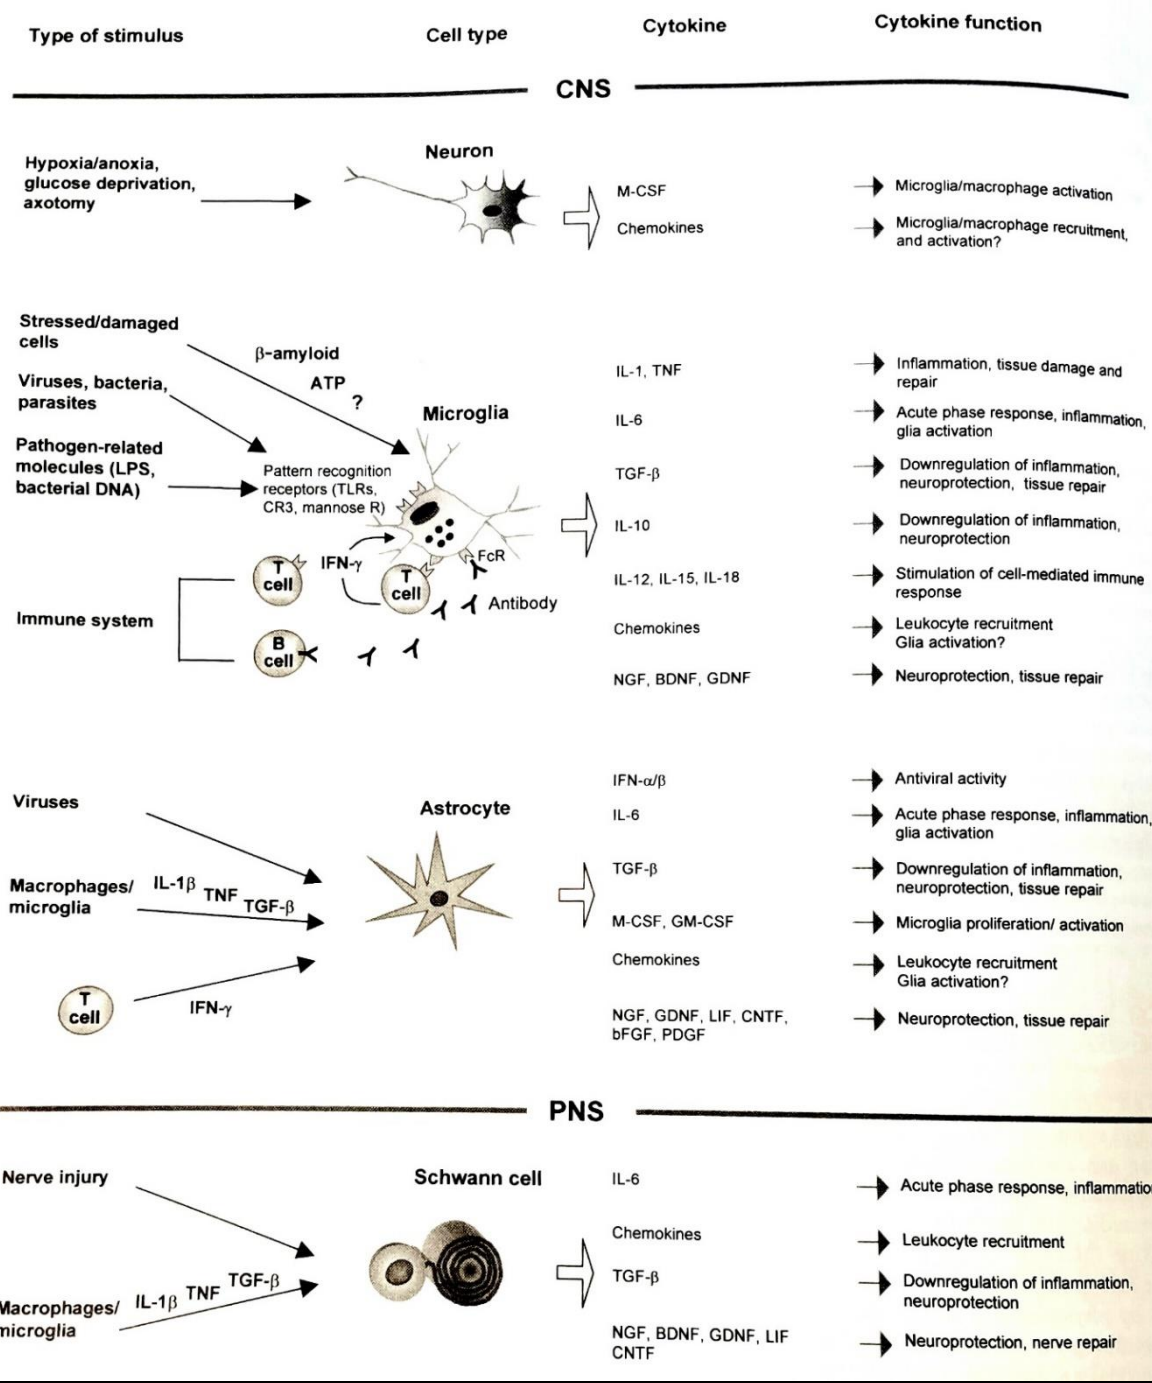 Type of stimulus
Cell type
Cytokine
Cytokine function
CNS
Hypoxia/anoxia,
glucose deprivation,
axotomy
Neuron
M-CSF
Microglia/macrophage activation
Chemokines
Microglia/macrophage recruitment,
and activation?
Stressed/damaged
cells
β-amyloid
ATP
?
Viruses, bacteria,
parasites
Pathogen-related
molecules (LPS,
bacterial DNA)
Pattern recognition
receptors (TLRs,
CR3, mannose R)
Microglia
IFN-γ
FcR
T
cell
T
cell
Antibody
Immune system
B
cell
IL-1, TNF
Inflammation, tissue damage and
repair
IL-6
Acute phase response, inflammation,
glia activation
TGF-β
Downregulation of inflammation,
neuroprotection, tissue repair
IL-10
Downregulation of inflammation,
neuroprotection
IL-12, IL-15, IL-18
Stimulation of cell-mediated immune
response
Chemokines
Leukocyte recruitment
Glia activation?
NGF, BDNF, GDNF
Neuroprotection, tissue repair
Viruses
Macrophages/
microglia
IL-1β
TNF
TGF-β
T
cell
IFN-γ
Astrocyte
IFN-α/β
Antiviral activity
IL-6
Acute phase response, inflammation,
glia activation
TGF-β
Downregulation of inflammation,
neuroprotection, tissue repair
M-CSF, GM-CSF
Microglia proliferation/ activation
Chemokines
Leukocyte recruitment
Glia activation?
NGF, GDNF, LIF, CNTF,
bFGF, PDGF
Neuroprotection, tissue repair
PNS
Nerve injury
Macrophages/
microglia
IL-1β
TNF
TGF-β
Schwann cell
IL-6
Acute phase response, inflammatio
Chemokines
Leukocyte recruitment
TGF-β
Downregulation of inflammation,
neuroprotection
NGF, BDNF, GDNF, LIF
CNTF
Neuroprotection, nerve repair